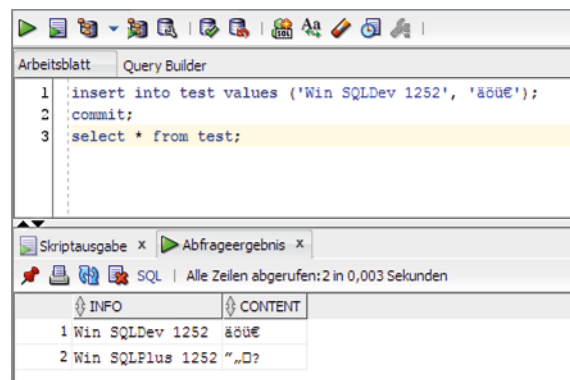 Arbeitsblatt Query Builder
1 insert into test values ('Win SQLDev 1252', 'äöü€');
2 commit;
3 select * from test;
Skriptausgabe x Abfrageergebnis x
SQL | Alle Zeilen abgerufen:2 in 0,003 Sekunden
INFO CONTENT
1 Win SQLDev 1252 äöü€
2 Win SQLPlus 1252 ”„□?